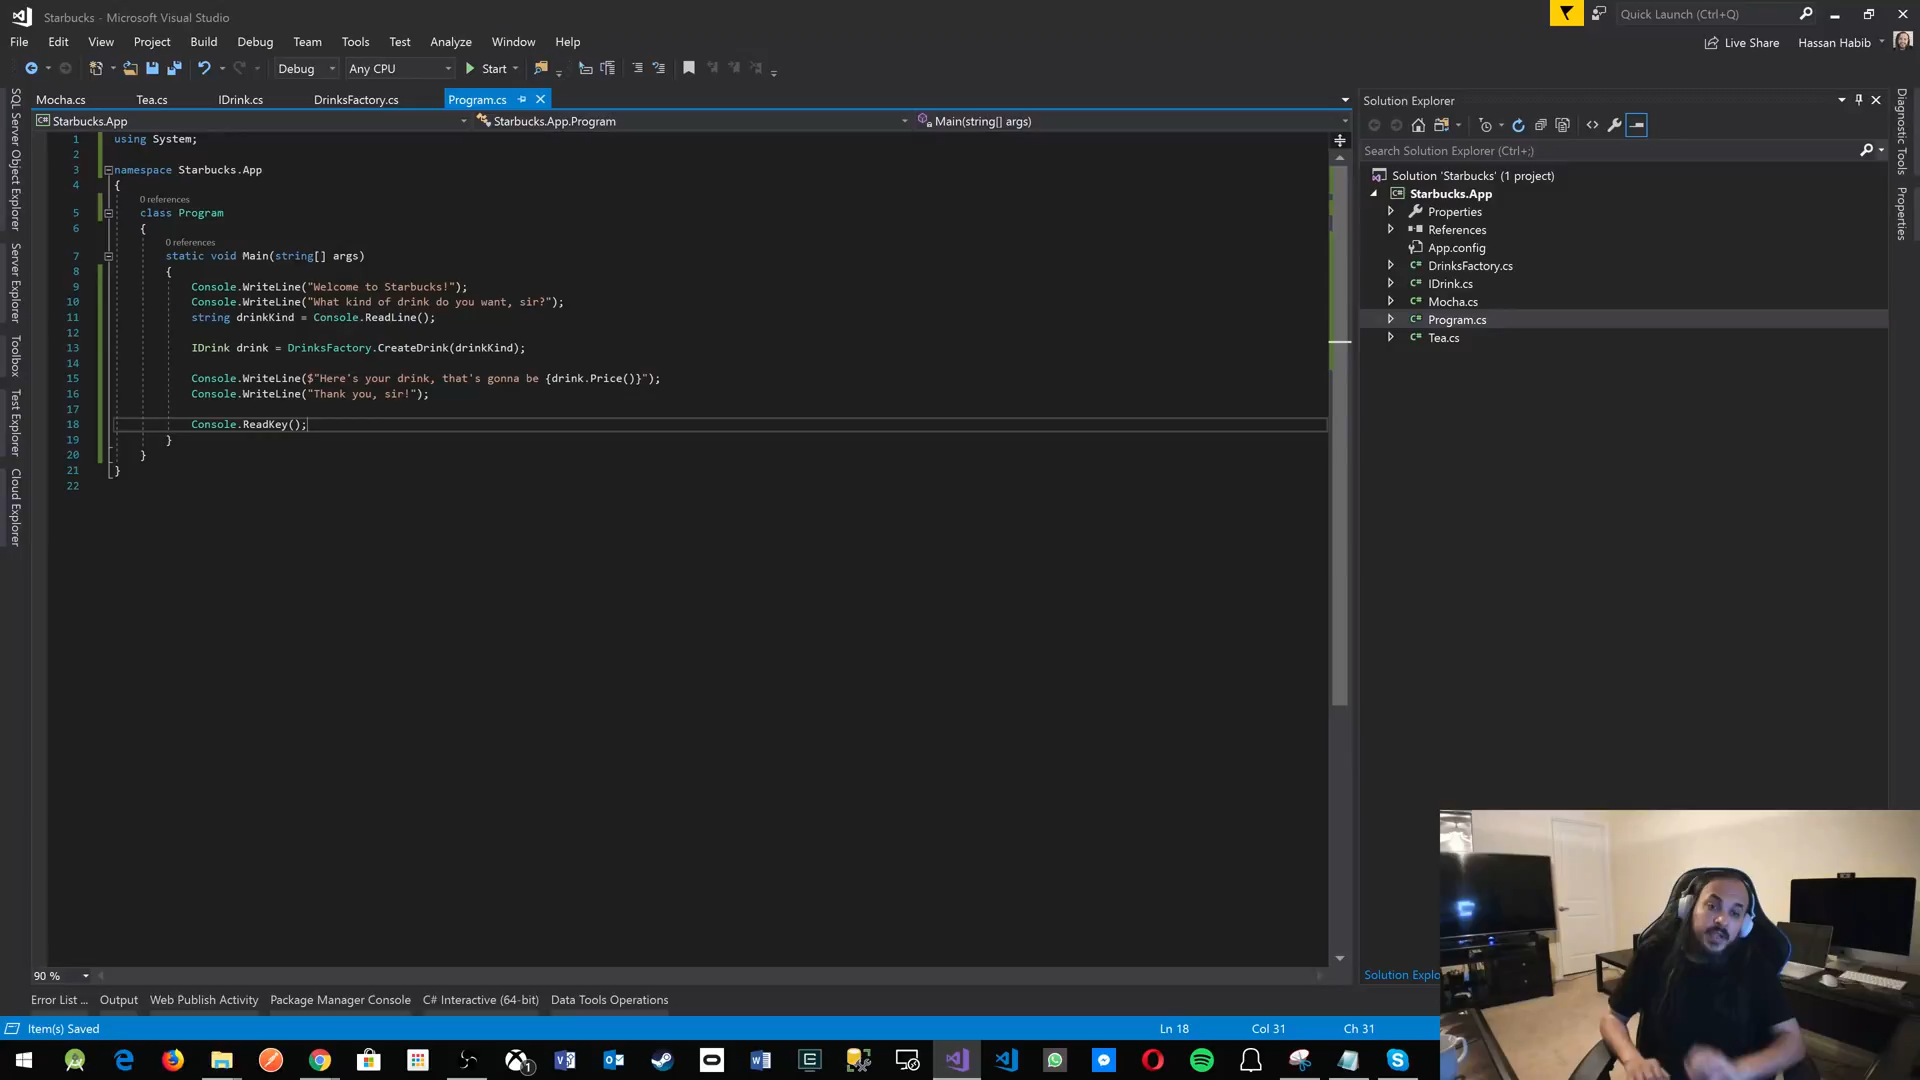 Starbucks - Microsoft Visual Studio
Quick Launch (Ctrl+Q)
File Edit View Project Build Debug Team Tools Test Analyze Window Help
Live Share Hassan Habib
Debug Any CPU Start
Mocha.cs Tea.cs IDrink.cs DrinksFactory.cs Program.cs
Starbucks.App Starbucks.App.Program Main(string[] args)
1 using System;
2
3 namespace Starbucks.App
4 {
0 references
5 class Program
6 {
0 references
7 static void Main(string[] args)
8 {
9 Console.WriteLine("Welcome to Starbucks!");
10 Console.WriteLine("What kind of drink do you want, sir?");
11 string drinkKind = Console.ReadLine();
12
13 IDrink drink = DrinksFactory.CreateDrink(drinkKind);
14
15 Console.WriteLine($"Here's your drink, that's gonna be {drink.Price()}");
16 Console.WriteLine("Thank you, sir!");
17
18 Console.ReadKey();
19 }
20 }
21 }
22
90 %
SQL Server Object Explorer
Server Explorer
Toolbox
Test Explorer
Cloud Explorer
Solution Explorer
Search Solution Explorer (Ctrl+;)
Solution 'Starbucks' (1 project)
Starbucks.App
Properties
References
App.config
DrinksFactory.cs
IDrink.cs
Mocha.cs
Program.cs
Tea.cs
Solution Explo
Diagnostic Tools
Properties
Error List ... Output Web Publish Activity Package Manager Console C# Interactive (64-bit) Data Tools Operations
Item(s) Saved Ln 18 Col 31 Ch 31
1